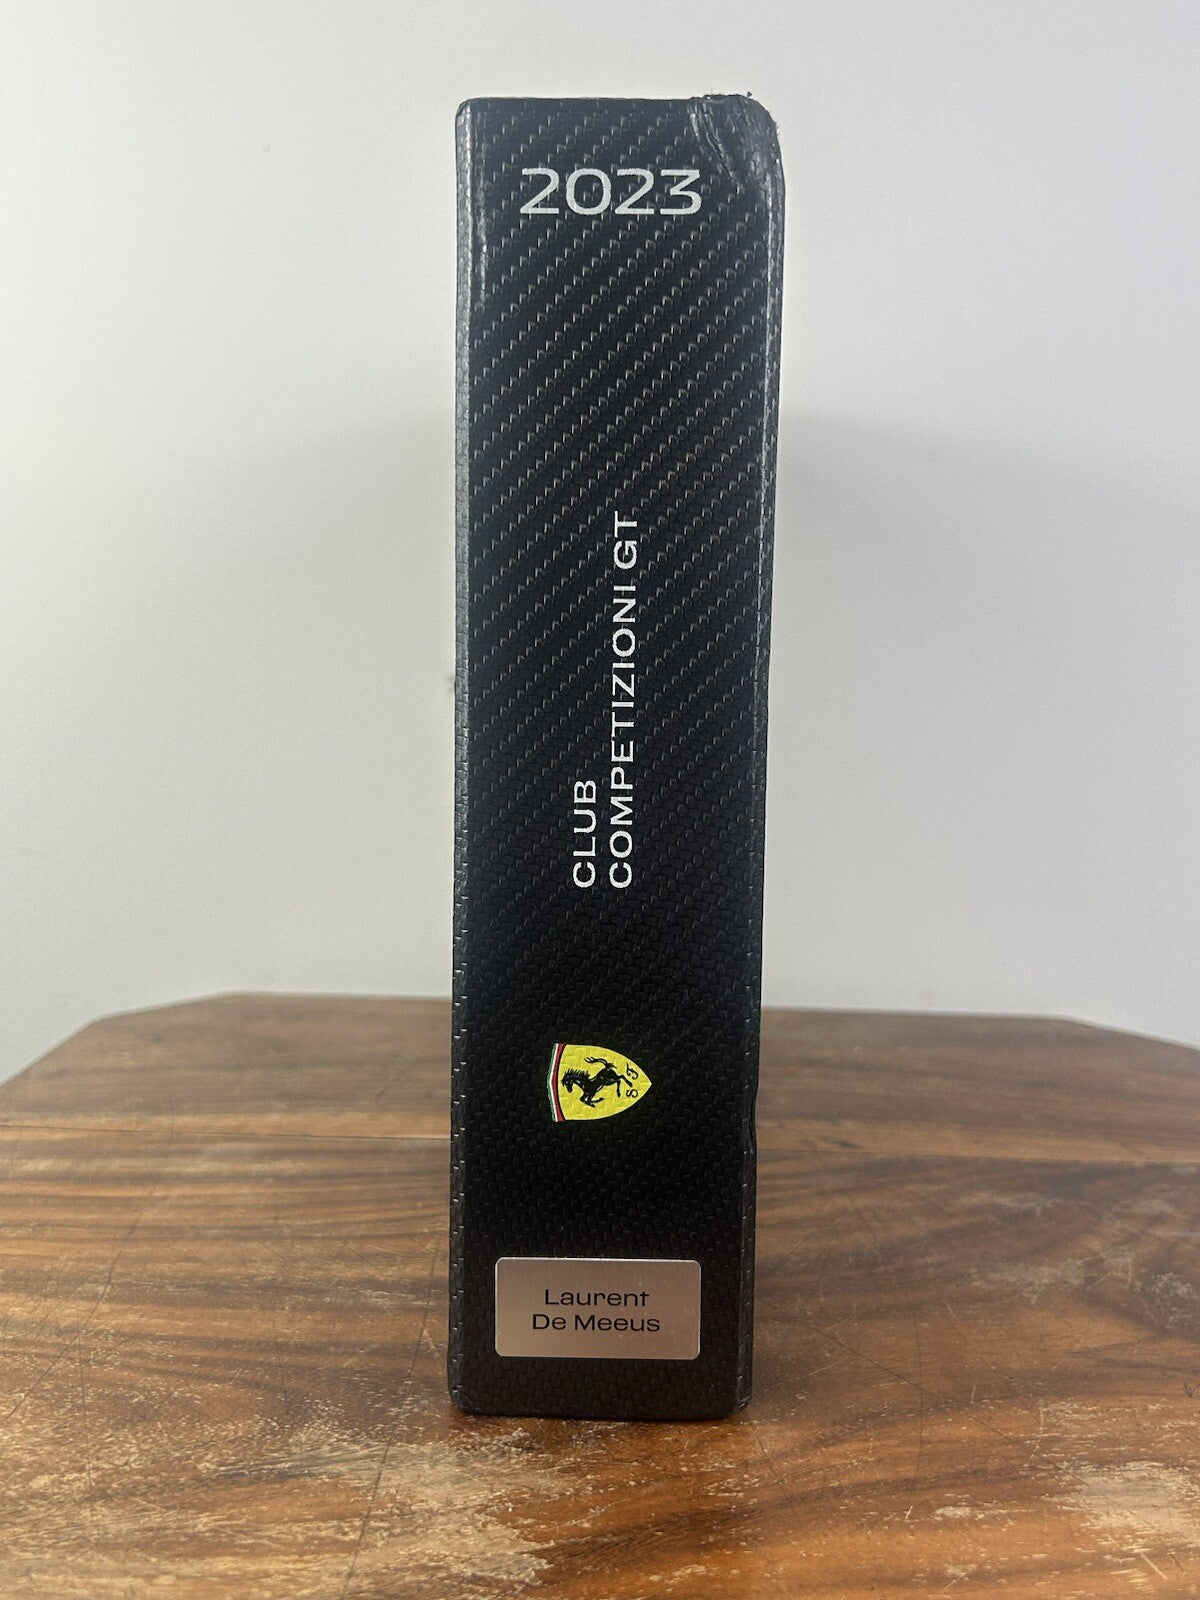 2023
CLUB
COMPETIZIONI GT
S F
Laurent
De Meeus